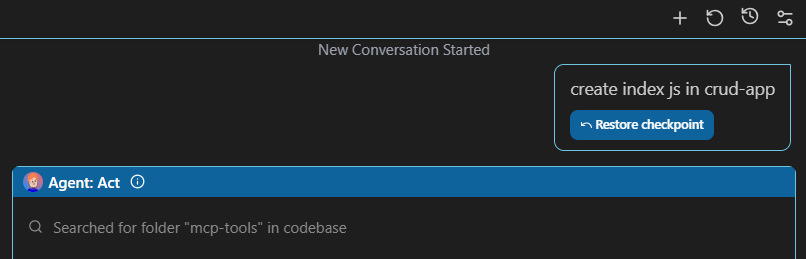 New Conversation Started
create index js in crud-app
Restore checkpoint
Agent: Act
Searched for folder "mcp-tools" in codebase